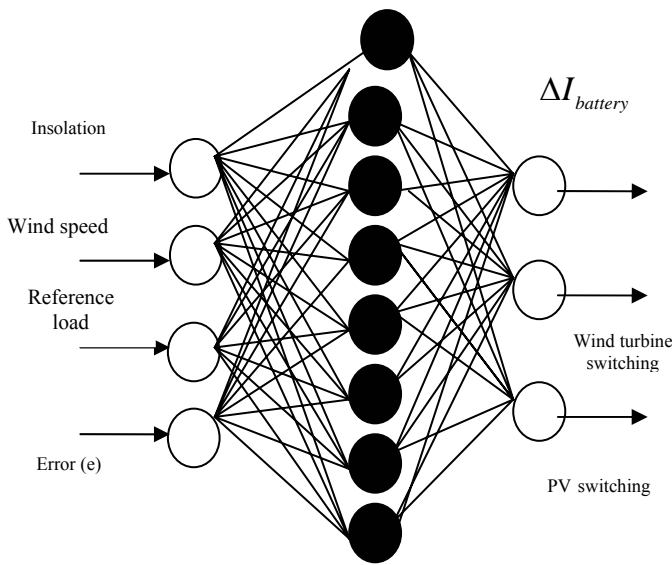 Insolation
Wind speed
Reference
load
Error (e)
ΔI_battery
Wind turbine
switching
PV switching